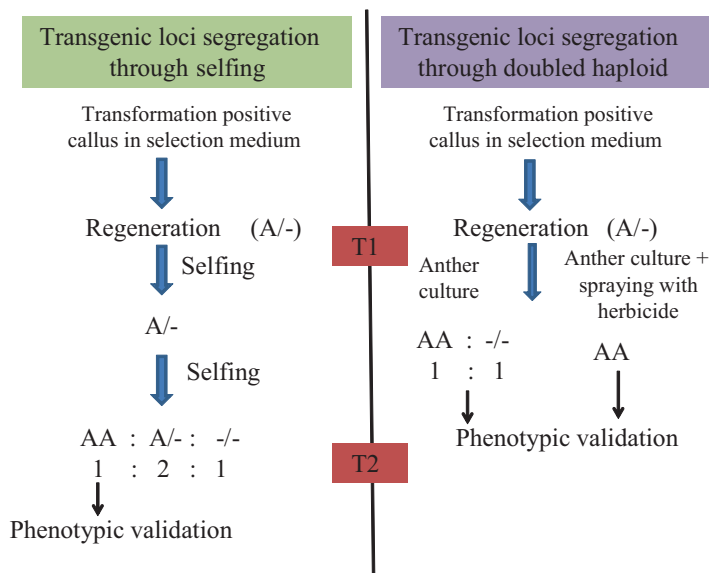 Transgenic loci segregation
through selfing
Transformation positive
callus in selection medium
Regeneration (A/-)
Selfing
A/-
Selfing
AA : A/- : -/-
1 : 2 : 1
Phenotypic validation
T1
T2
Transgenic loci segregation
through doubled haploid
Transformation positive
callus in selection medium
Regeneration (A/-)
Anther
culture
Anther culture +
spraying with
herbicide
AA : -/-
1 : 1
AA
Phenotypic validation